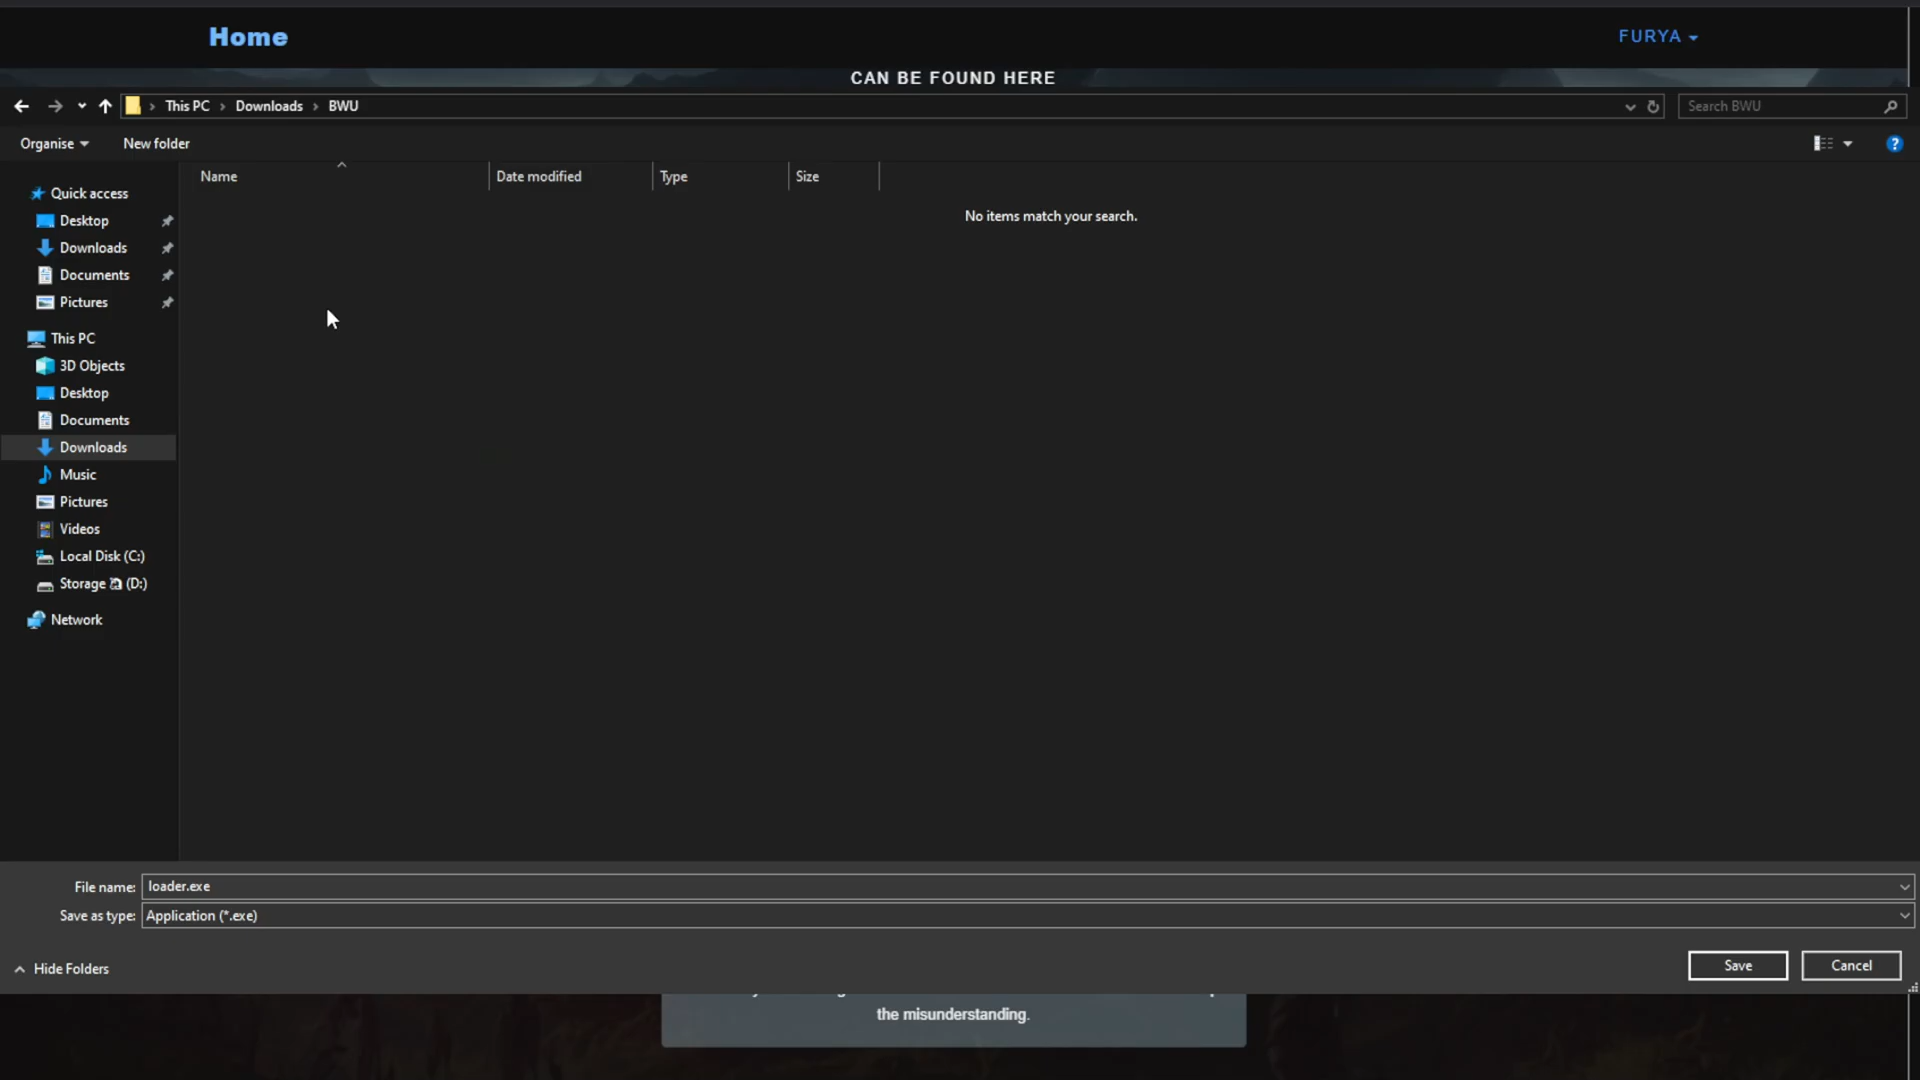 Home
FURYA
CAN BE FOUND HERE
This PC > Downloads > BWU
Search BWU
Organise
New folder
Name
Date modified
Type
Size
No items match your search.
Quick access
Desktop
Downloads
Documents
Pictures
This PC
3D Objects
Desktop
Documents
Downloads
Music
Pictures
Videos
Local Disk (C:)
Storage (D:)
Network
File name: loader.exe
Save as type: Application (*.exe)
Hide Folders
Save
Cancel
the misunderstanding.